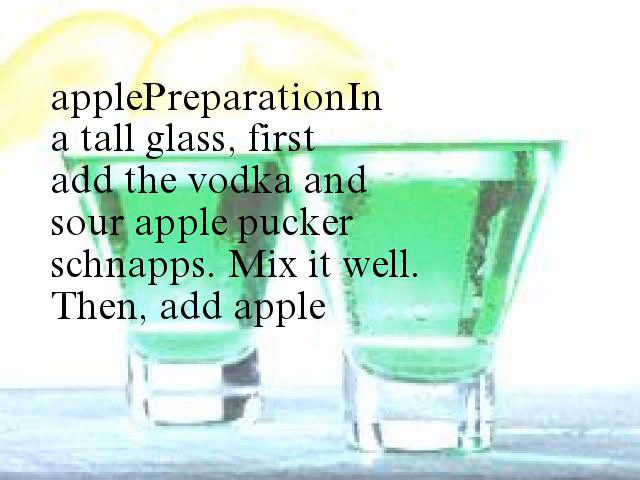 applePreparationIn
a tall glass, first
add the vodka and
sour apple pucker
schnapps. Mix it well.
Then, add apple